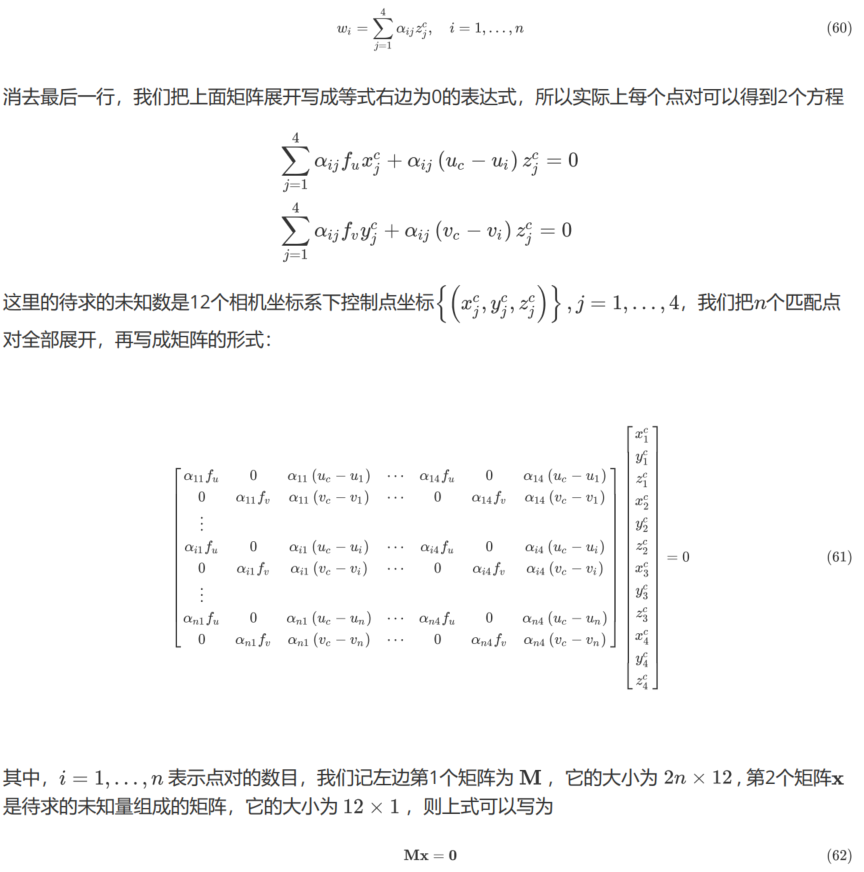 $$w_i = \sum_{j=1}^{4} \alpha_{ij} z_j^c, \quad i = 1, \ldots, n \tag{60}$$
消去最后一行，我们把上面矩阵展开写成等式右边为0的表达式，所以实际上每个点对可以得到2个方程
$$\sum_{j=1}^{4} \alpha_{ij} f_u x_j^c + \alpha_{ij} (u_c - u_i) z_j^c = 0$$
$$\sum_{j=1}^{4} \alpha_{ij} f_v y_j^c + \alpha_{ij} (v_c - v_i) z_j^c = 0$$
这里的待求的未知数是12个相机坐标系下控制点坐标$\left\{\left(x_j^c, y_j^c, z_j^c\right)\right\}, j = 1, \ldots, 4$，我们把$n$个匹配点
对全部展开，再写成矩阵的形式：
$$\begin{bmatrix} \alpha_{11} f_u & 0 & \alpha_{11}(u_c - u_1) & \cdots & \alpha_{14} f_u & 0 & \alpha_{14}(u_c - u_1) \\ 0 & \alpha_{11} f_v & \alpha_{11}(v_c - v_1) & \cdots & 0 & \alpha_{14} f_v & \alpha_{14}(v_c - v_1) \\ \vdots \\ \alpha_{i1} f_u & 0 & \alpha_{i1}(u_c - u_i) & \cdots & \alpha_{i4} f_u & 0 & \alpha_{i4}(u_c - u_i) \\ 0 & \alpha_{i1} f_v & \alpha_{i1}(v_c - v_i) & \cdots & 0 & \alpha_{i4} f_v & \alpha_{i4}(v_c - v_i) \\ \vdots \\ \alpha_{n1} f_u & 0 & \alpha_{n1}(u_c - u_n) & \cdots & \alpha_{n4} f_u & 0 & \alpha_{n4}(u_c - u_n) \\ 0 & \alpha_{n1} f_v & \alpha_{n1}(v_c - v_n) & \cdots & 0 & \alpha_{n4} f_v & \alpha_{n4}(v_c - v_n) \end{bmatrix} \begin{bmatrix} x_1^c \\ y_1^c \\ z_1^c \\ x_2^c \\ y_2^c \\ z_2^c \\ x_3^c \\ y_3^c \\ z_3^c \\ x_4^c \\ y_4^c \\ z_4^c \end{bmatrix} = 0 \tag{61}$$
其中，$i = 1, \ldots, n$ 表示点对的数目，我们记左边第1个矩阵为 $\mathbf{M}$ ，它的大小为 $2n \times 12$ , 第2个矩阵$\mathbf{x}$
是待求的未知量组成的矩阵，它的大小为 $12 \times 1$ ，则上式可以写为
$$\mathbf{Mx} = \mathbf{0} \tag{62}$$